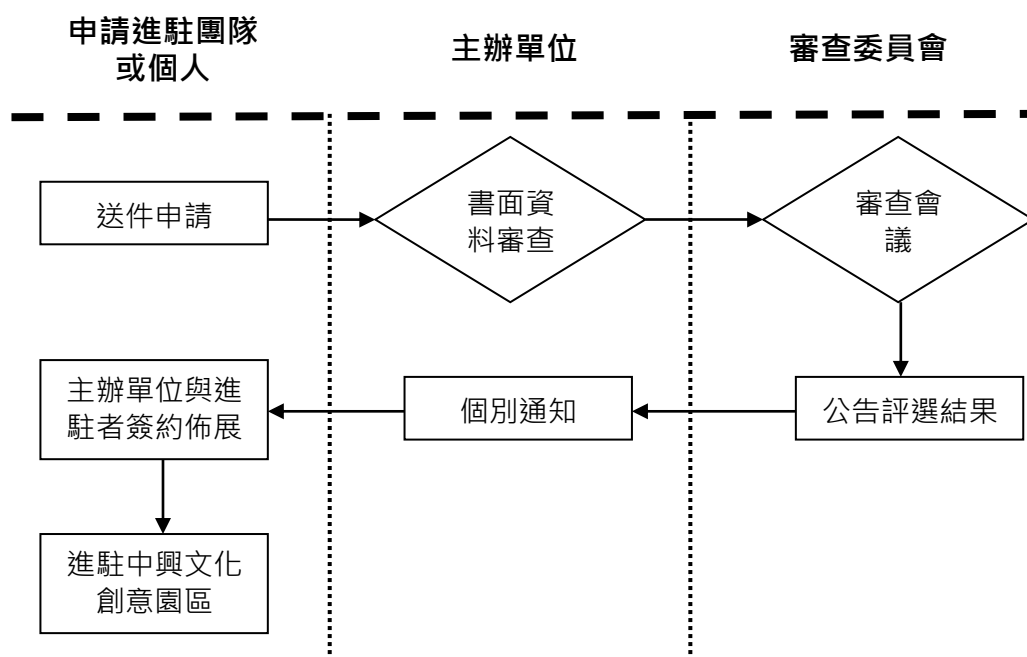 申請進駐團隊
或個人
主辦單位
審查委員會
送件申請
書面資
料審查
審查會
議
主辦單位與進
駐者簽約佈展
個別通知
公告評選結果
進駐中興文化
創意園區